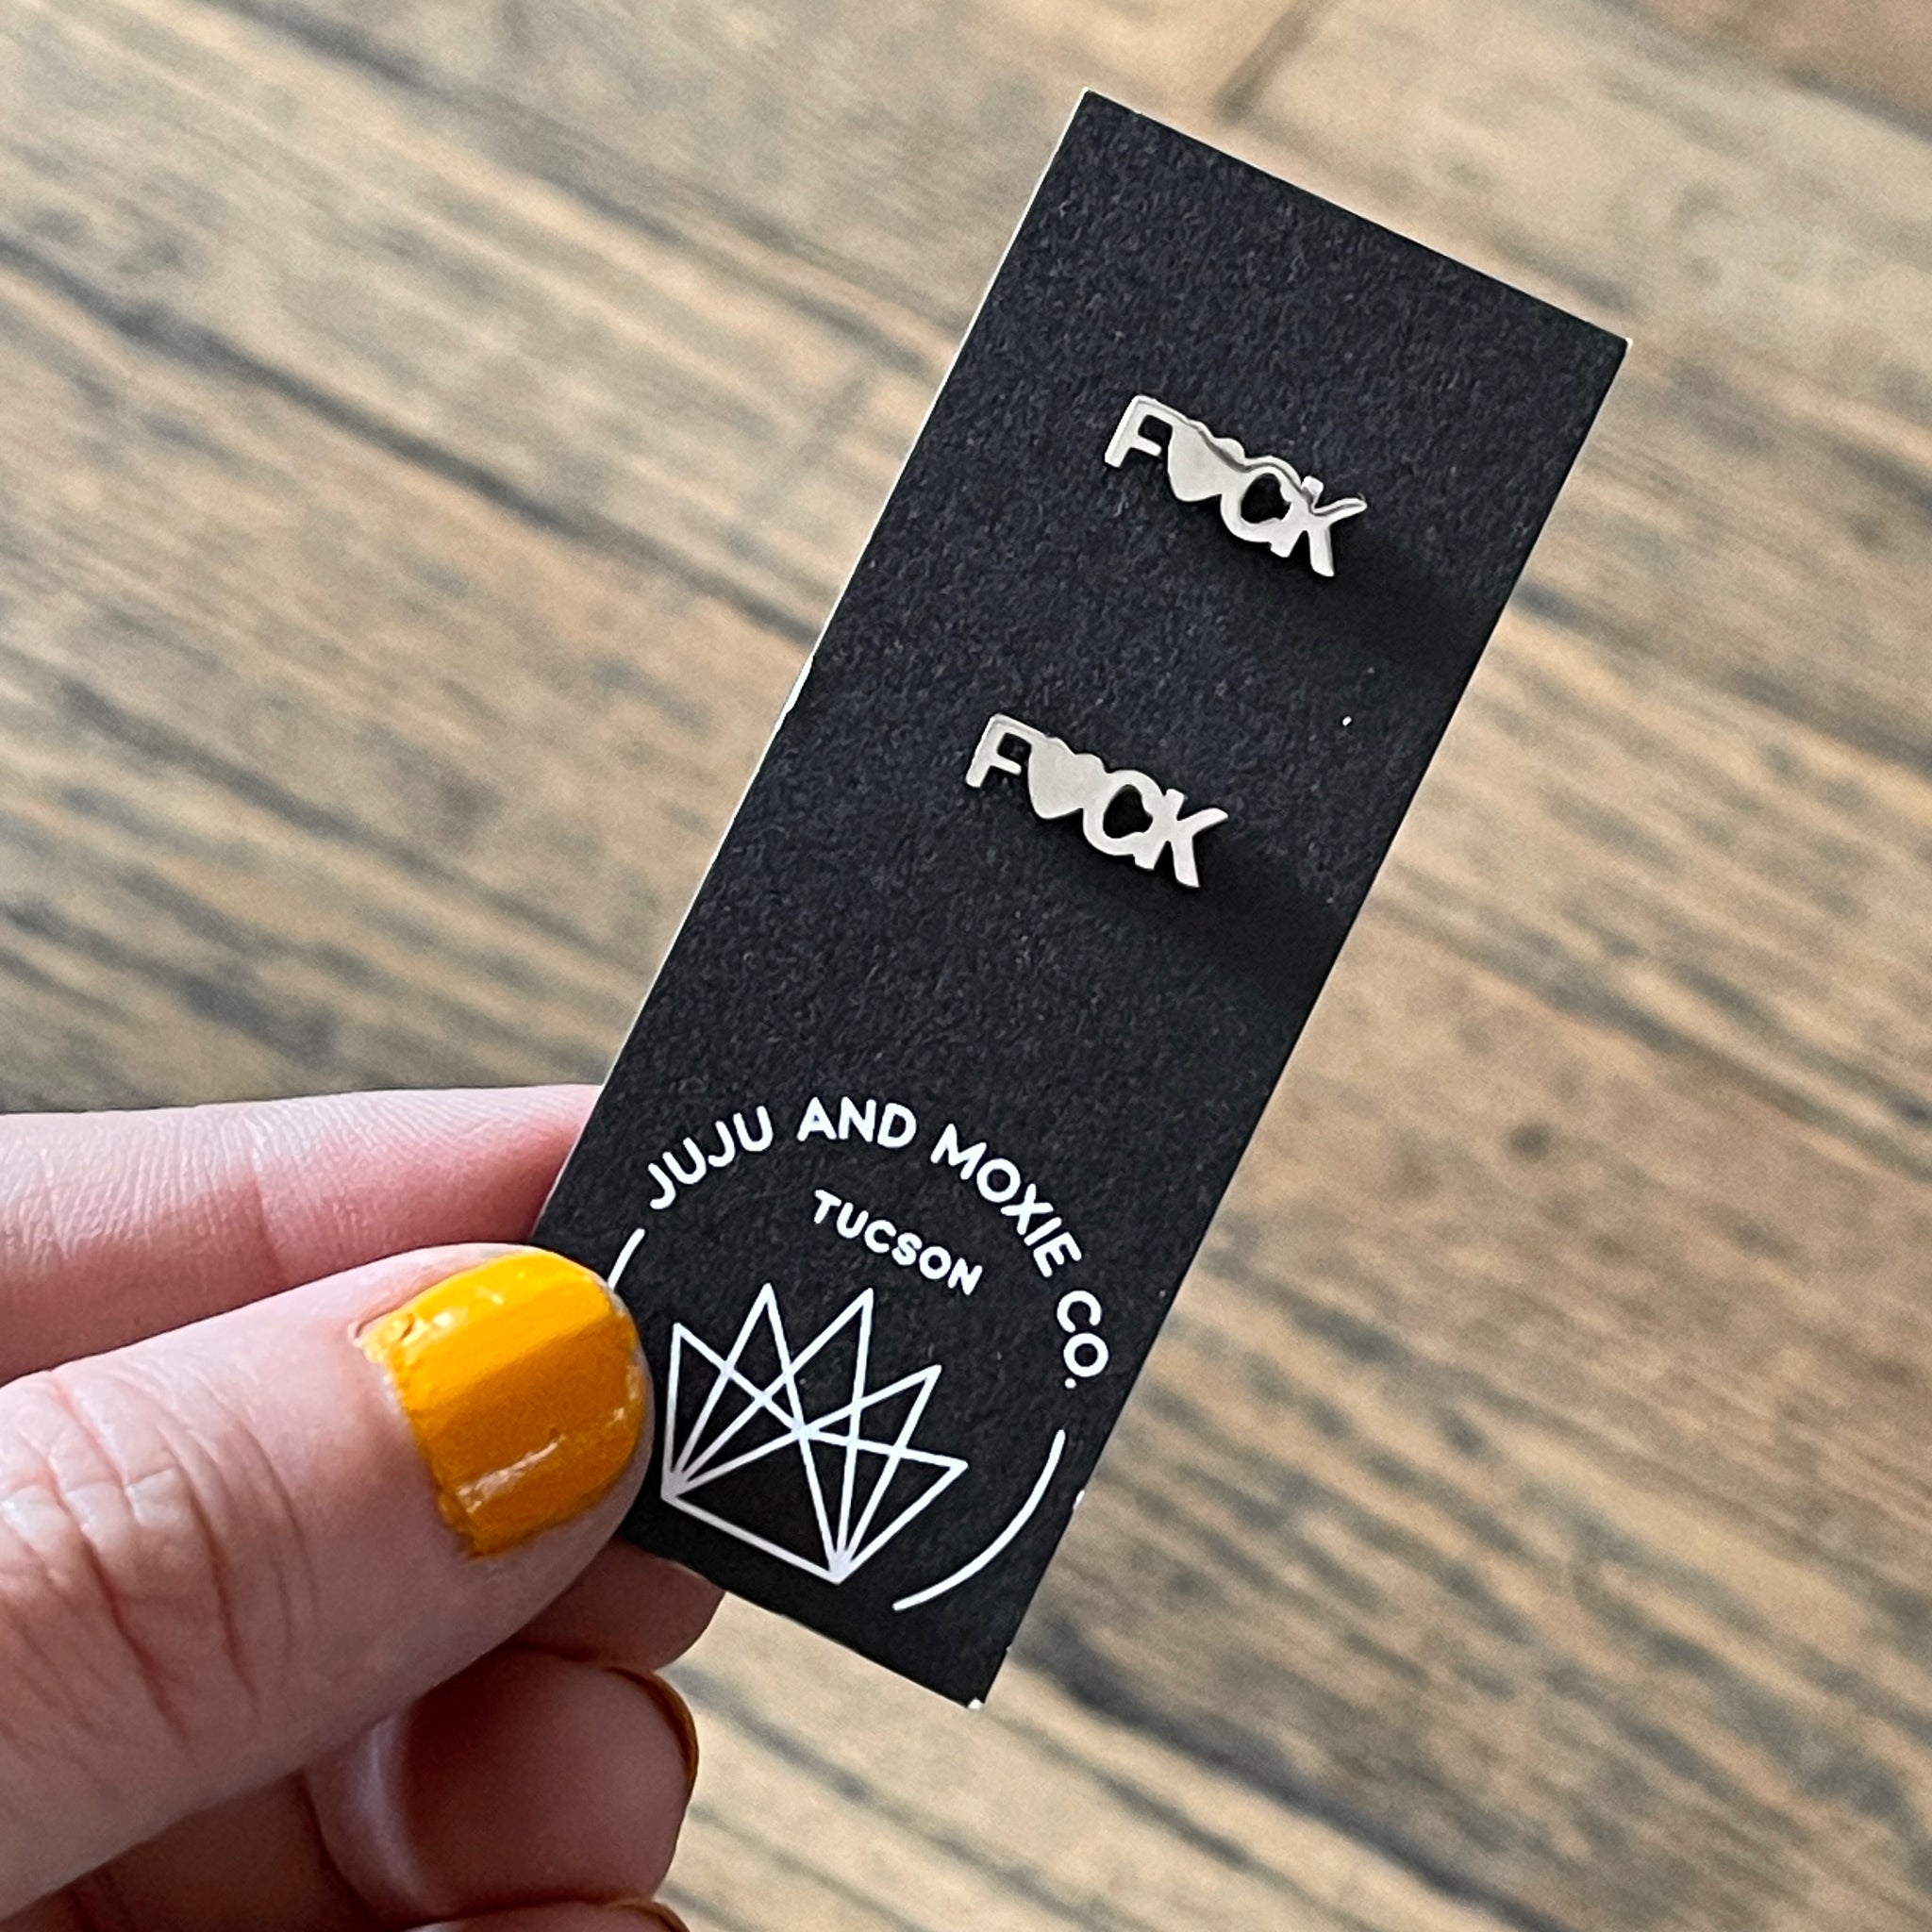 F♥CK
F♥CK
JUJU AND MOXIE CO.
TUCSON